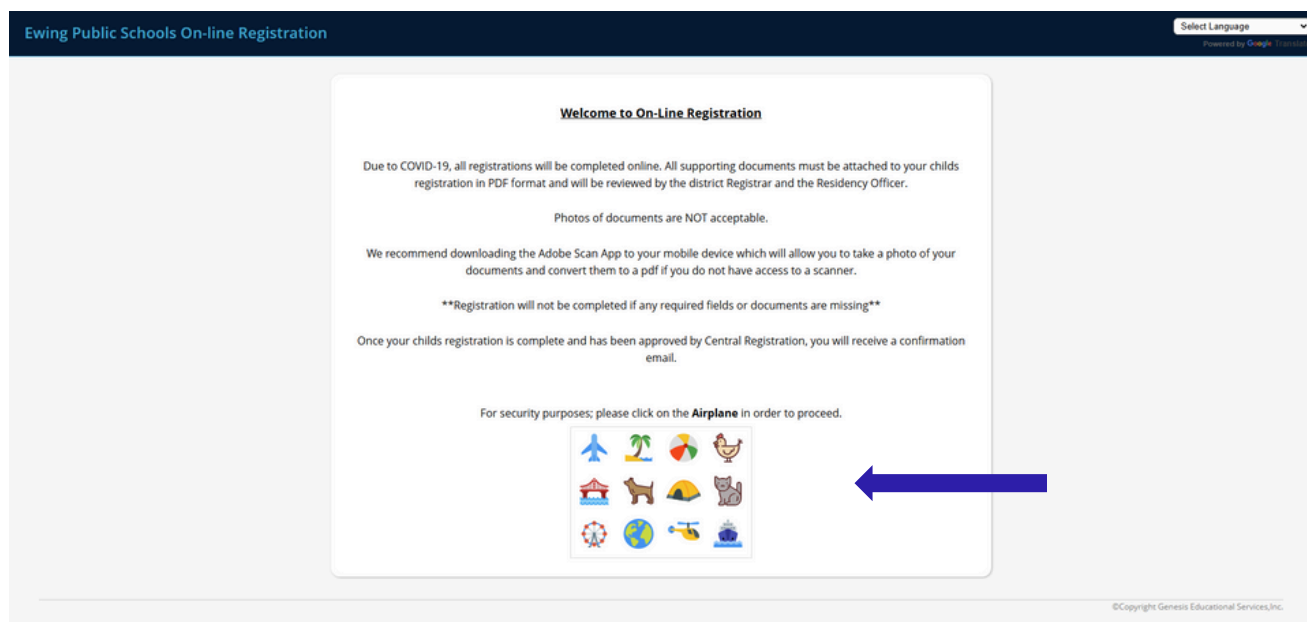 Ewing Public Schools On-line Registration
Select Language
Powered by Google Translate
Welcome to On-Line Registration
Due to COVID-19, all registrations will be completed online. All supporting documents must be attached to your childs
registration in PDF format and will be reviewed by the district Registrar and the Residency Officer.
Photos of documents are NOT acceptable.
We recommend downloading the Adobe Scan App to your mobile device which will allow you to take a photo of your
documents and convert them to a pdf if you do not have access to a scanner.
**Registration will not be completed if any required fields or documents are missing**
Once your childs registration is complete and has been approved by Central Registration, you will receive a confirmation
email.
For security purposes; please click on the Airplane in order to proceed.
©Copyright Genesis Educational Services,Inc.